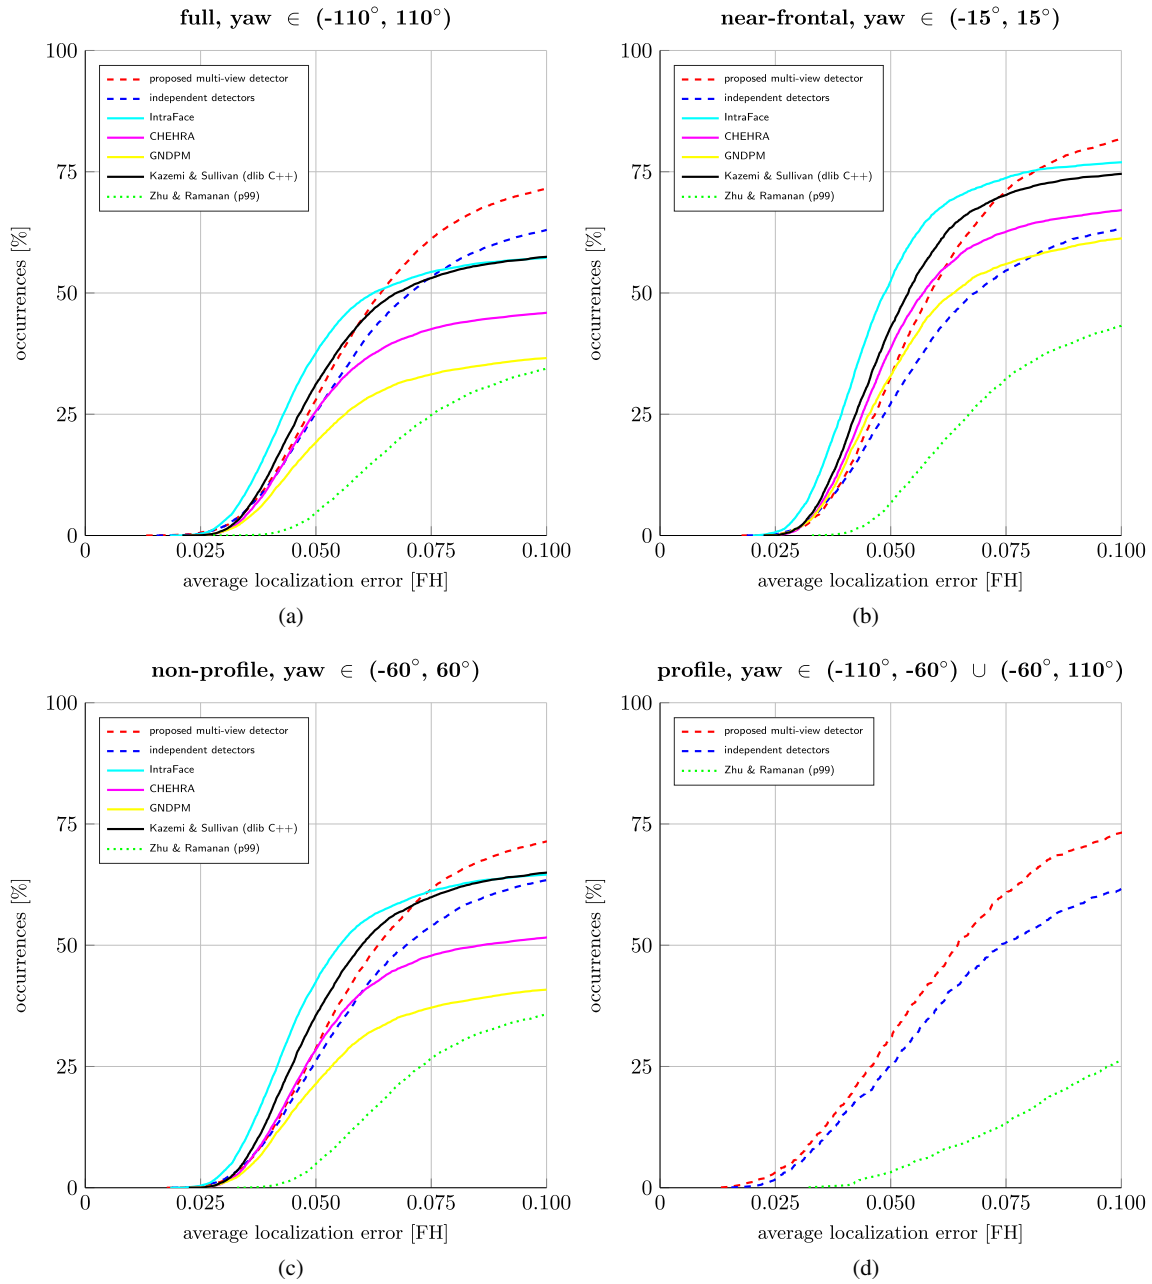 full, yaw ∈ (-110°, 110°)
100
75
50
25
0
occurrences [%]
proposed multi-view detector
independent detectors
IntraFace
CHEHRA
GNDPM
Kazemi & Sullivan (dlib C++)
Zhu & Ramanan (p99)
0 0.025 0.050 0.075 0.100
average localization error [FH]
(a)
near-frontal, yaw ∈ (-15°, 15°)
100
75
50
25
0
occurrences [%]
proposed multi-view detector
independent detectors
IntraFace
CHEHRA
GNDPM
Kazemi & Sullivan (dlib C++)
Zhu & Ramanan (p99)
0 0.025 0.050 0.075 0.100
average localization error [FH]
(b)
non-profile, yaw ∈ (-60°, 60°)
100
75
50
25
0
occurrences [%]
proposed multi-view detector
independent detectors
IntraFace
CHEHRA
GNDPM
Kazemi & Sullivan (dlib C++)
Zhu & Ramanan (p99)
0 0.025 0.050 0.075 0.100
average localization error [FH]
(c)
profile, yaw ∈ (-110°, -60°) ∪ (-60°, 110°)
100
75
50
25
0
occurrences [%]
proposed multi-view detector
independent detectors
Zhu & Ramanan (p99)
0 0.025 0.050 0.075 0.100
average localization error [FH]
(d)